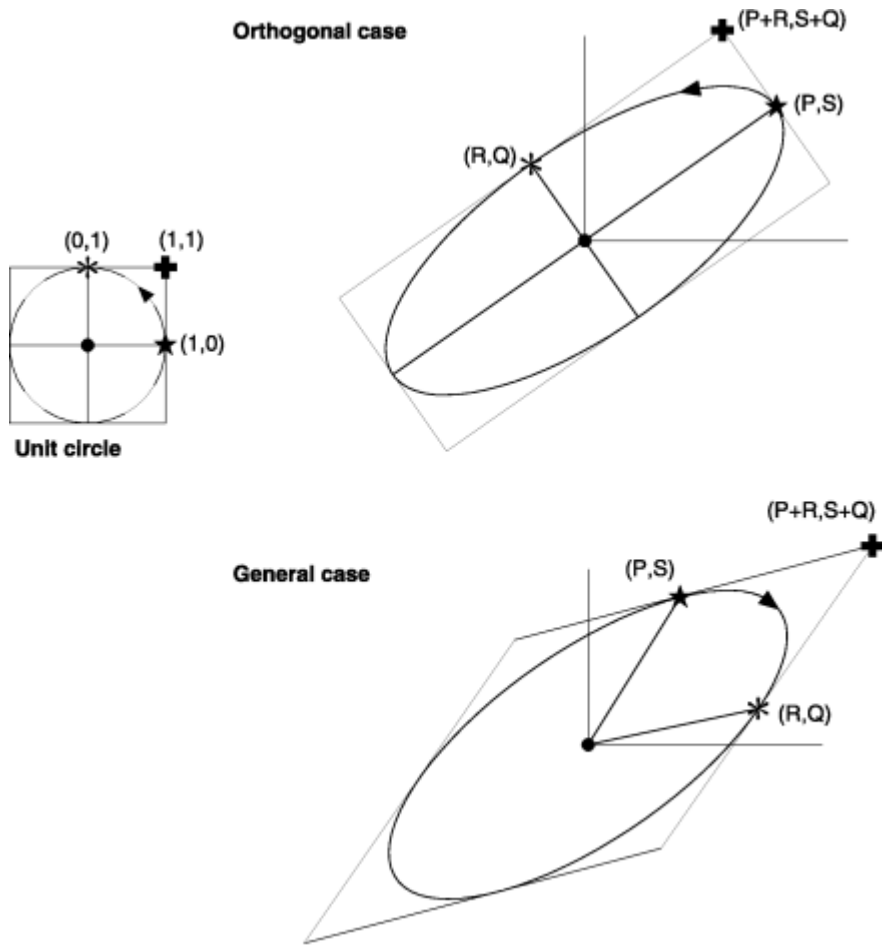 Orthogonal case
(P+R,S+Q)
(P,S)
(R,Q)
(0,1)
(1,1)
(1,0)
Unit circle
(P+R,S+Q)
General case
(P,S)
(R,Q)